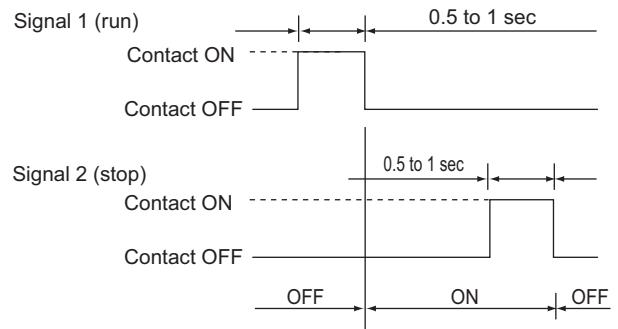 Signal 1 (run)
0.5 to 1 sec
Contact ON
Contact OFF
Signal 2 (stop)
0.5 to 1 sec
Contact ON
Contact OFF
OFF
ON
OFF